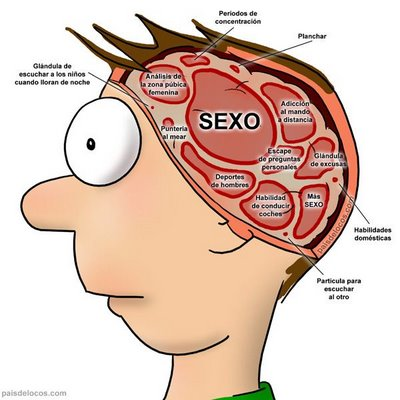 Periodos de
concentración
Planchar
Glándula de
escuchar a los niños
cuando lloran de noche
Análisis de
la zona púbica
femenina
Adicción
al mando
a distancia
SEXO
Puntería
al mear
Escape
de preguntas
personales
Glándula
de excusas
Deportes
de hombres
Habilidad
de conducir
coches
Más
SEXO
Habilidades
domésticas
Partícula para
escuchar
al otro
paisdelocos.com
paisdelocos.com